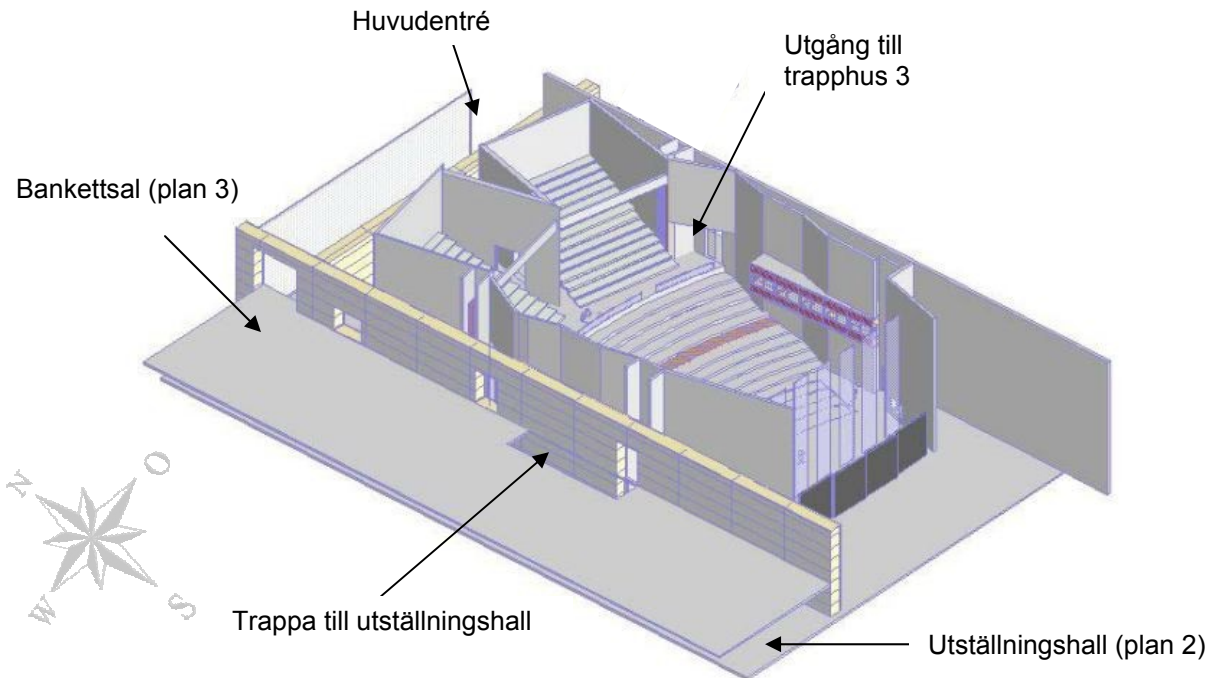 Huvudentré
Utgång till
trapphus 3
Bankettsal (plan 3)
N
O
W
S
Trappa till utställningshall
Utställningshall (plan 2)